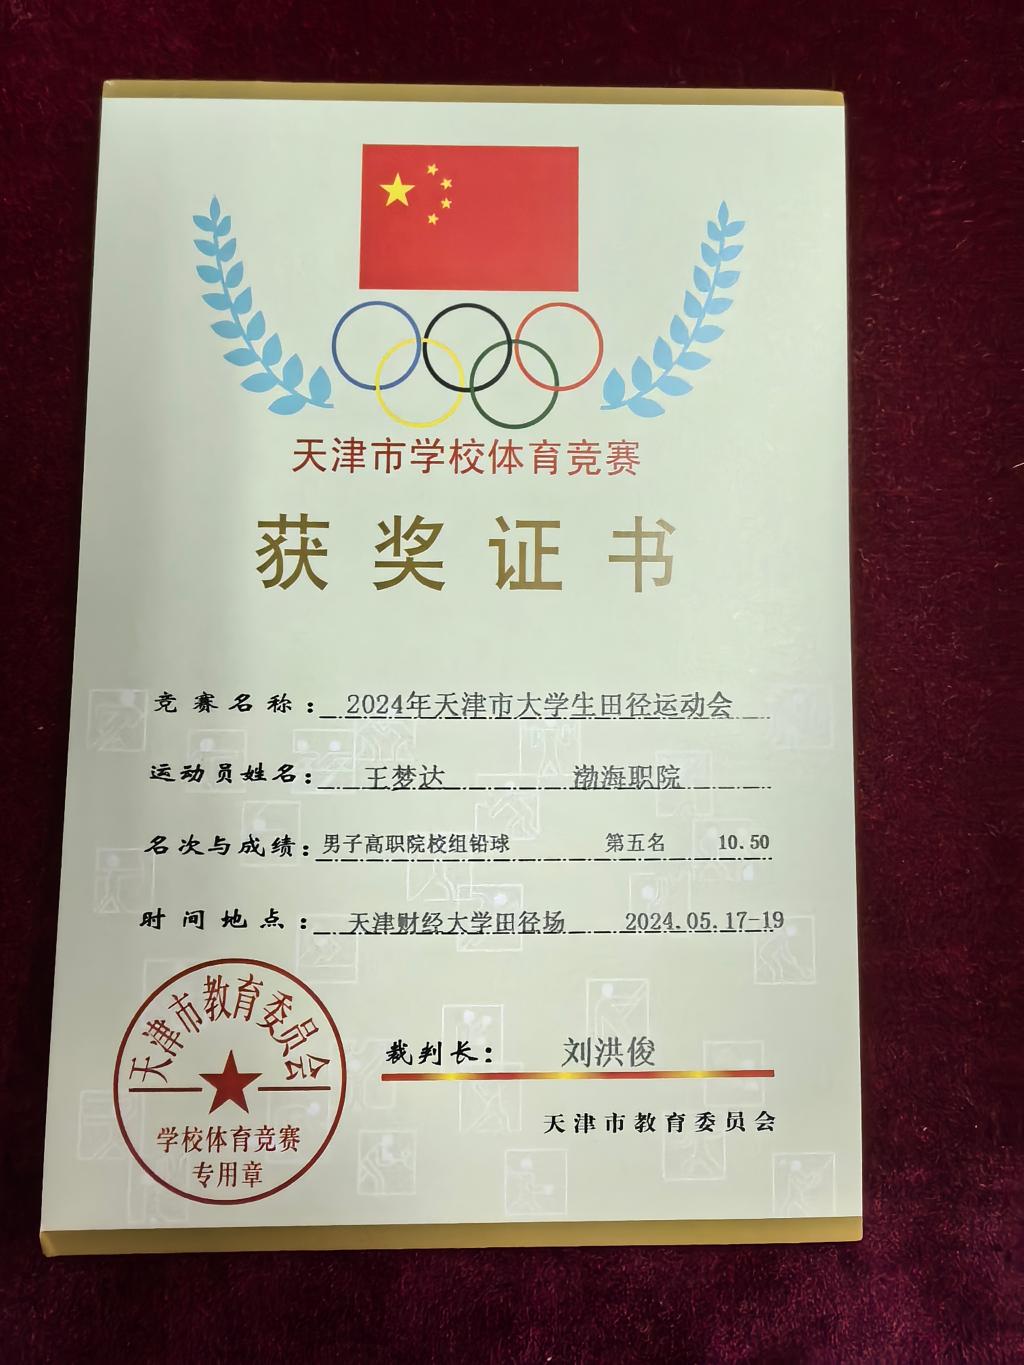 天津市学校体育竞赛
获奖证书
竞赛名称：2024年天津市大学生田径运动会
运动员姓名：王梦达 渤海职院
名次与成绩：男子高职院校组铅球 第五名 10.50
时间地点：天津财经大学田径场 2024.05.17-19
天津市教育委员会
学校体育竞赛
专用章
裁判长：刘洪俊
天津市教育委员会